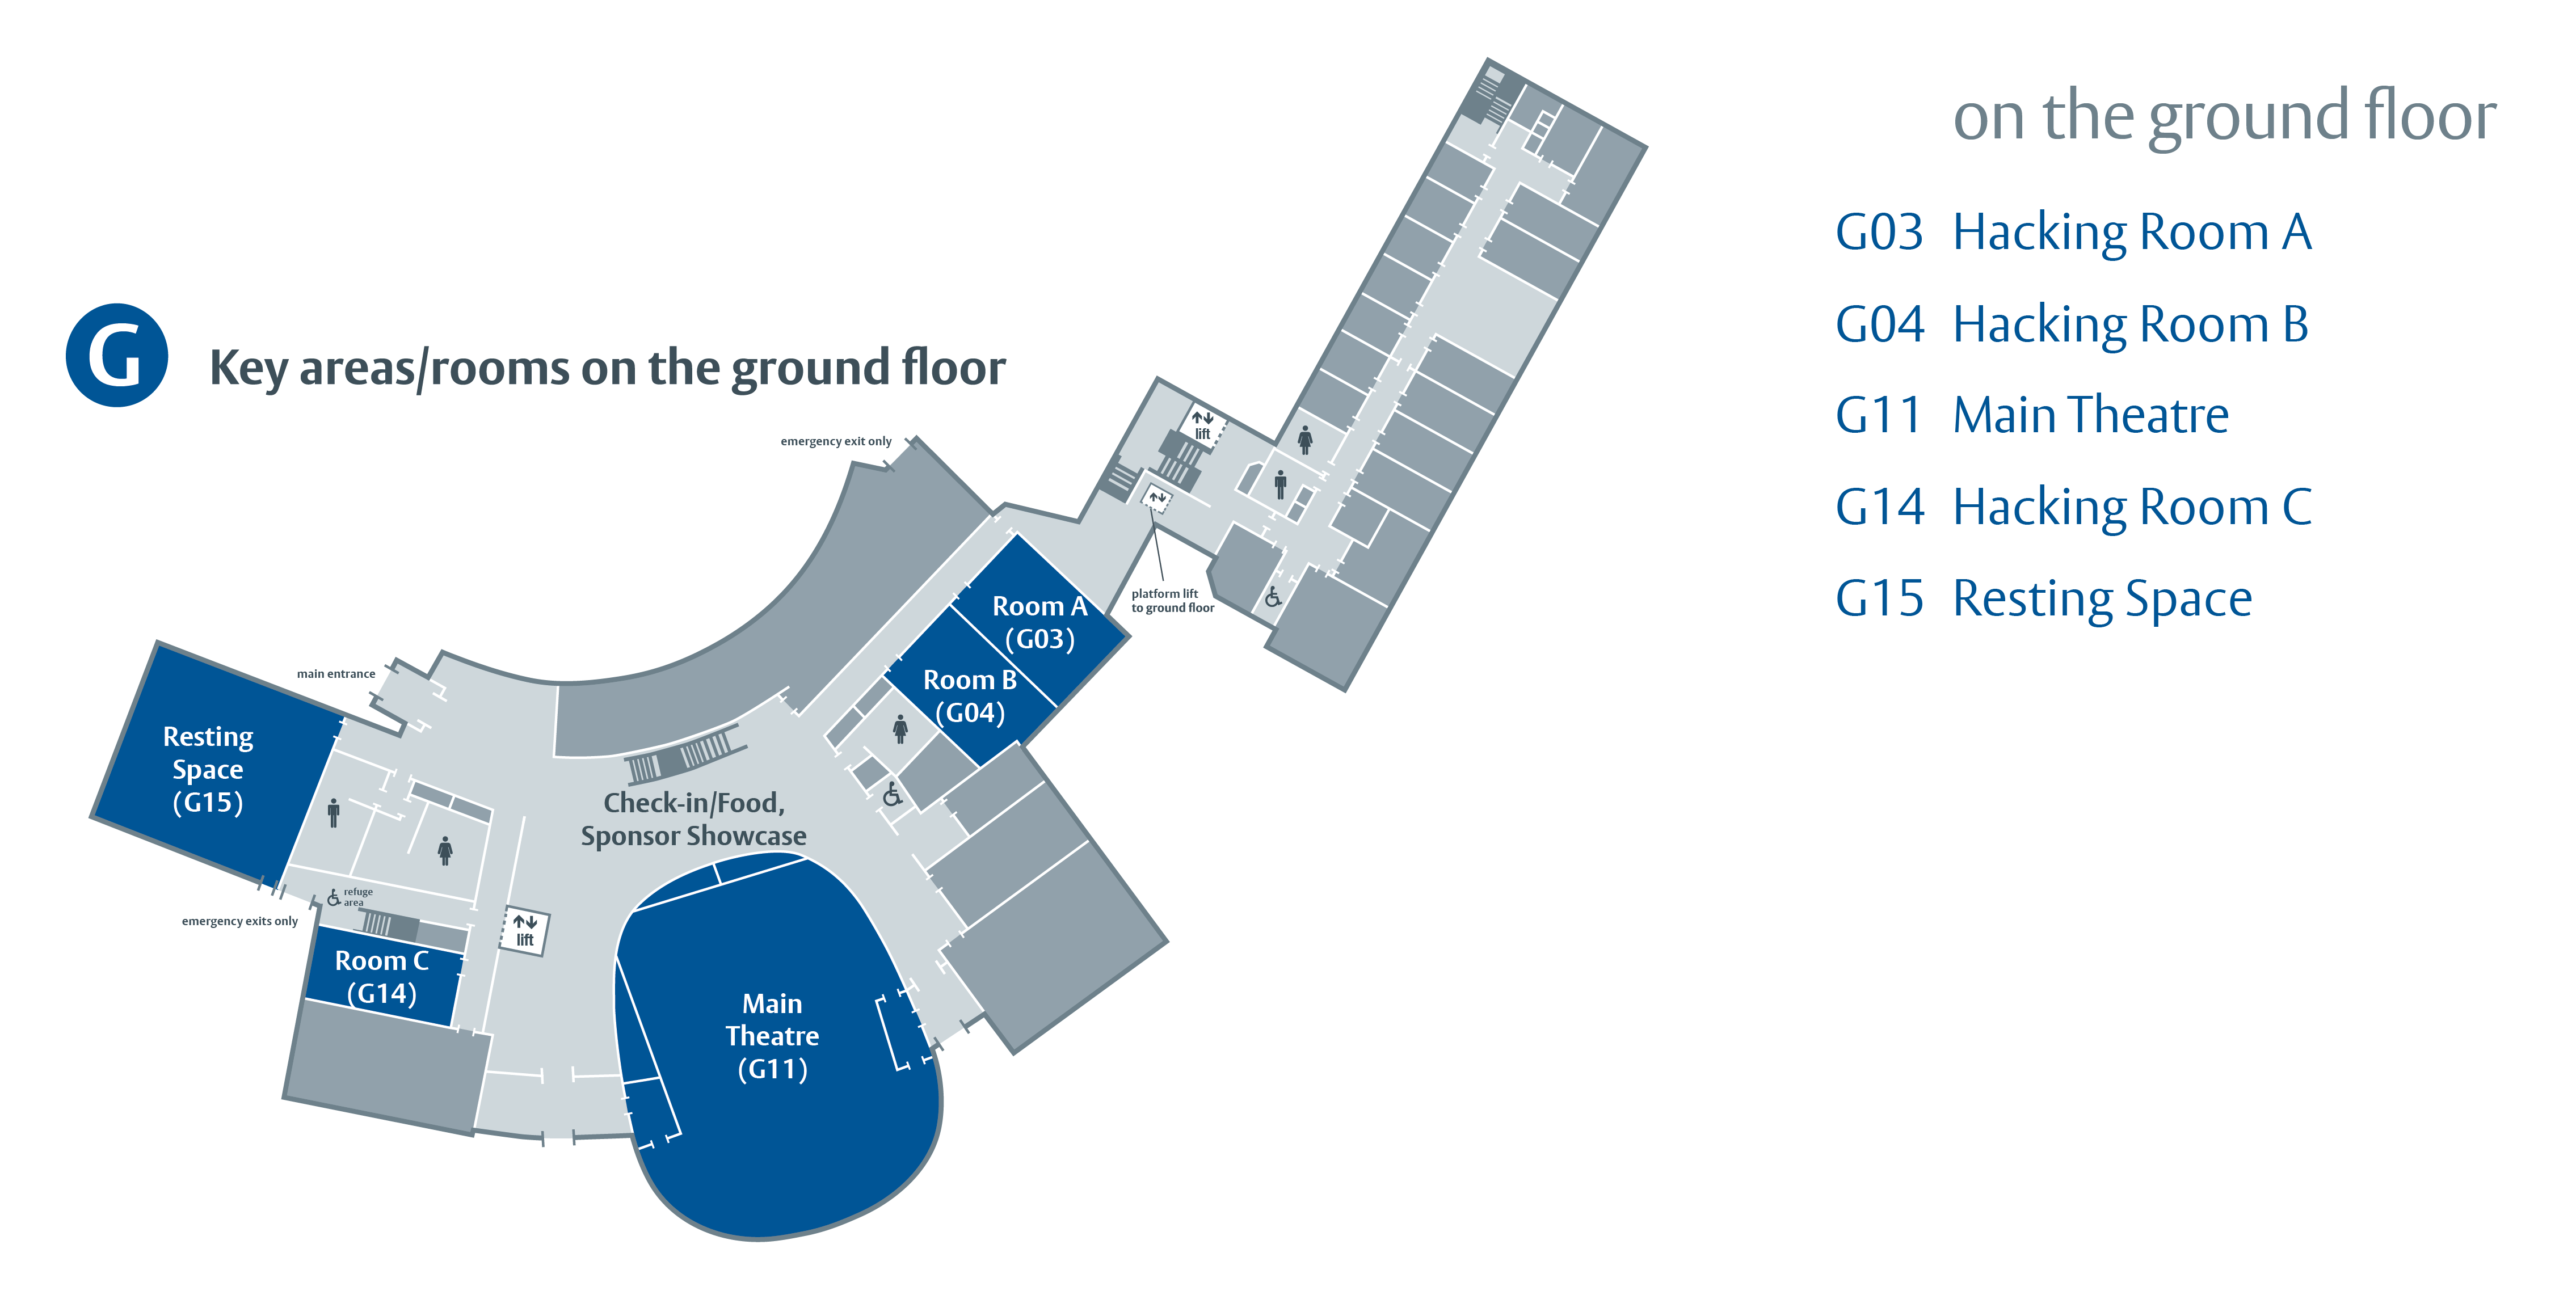 G
Key areas/rooms on the ground floor
emergency exit only
lift
platform lift
to ground floor
Room A
(G03)
Room B
(G04)
main entrance
Resting
Space
(G15)
Check-in/Food,
Sponsor Showcase
refuge
area
emergency exits only
lift
Room C
(G14)
Main
Theatre
(G11)
on the ground floor
G03 Hacking Room A
G04 Hacking Room B
G11 Main Theatre
G14 Hacking Room C
G15 Resting Space